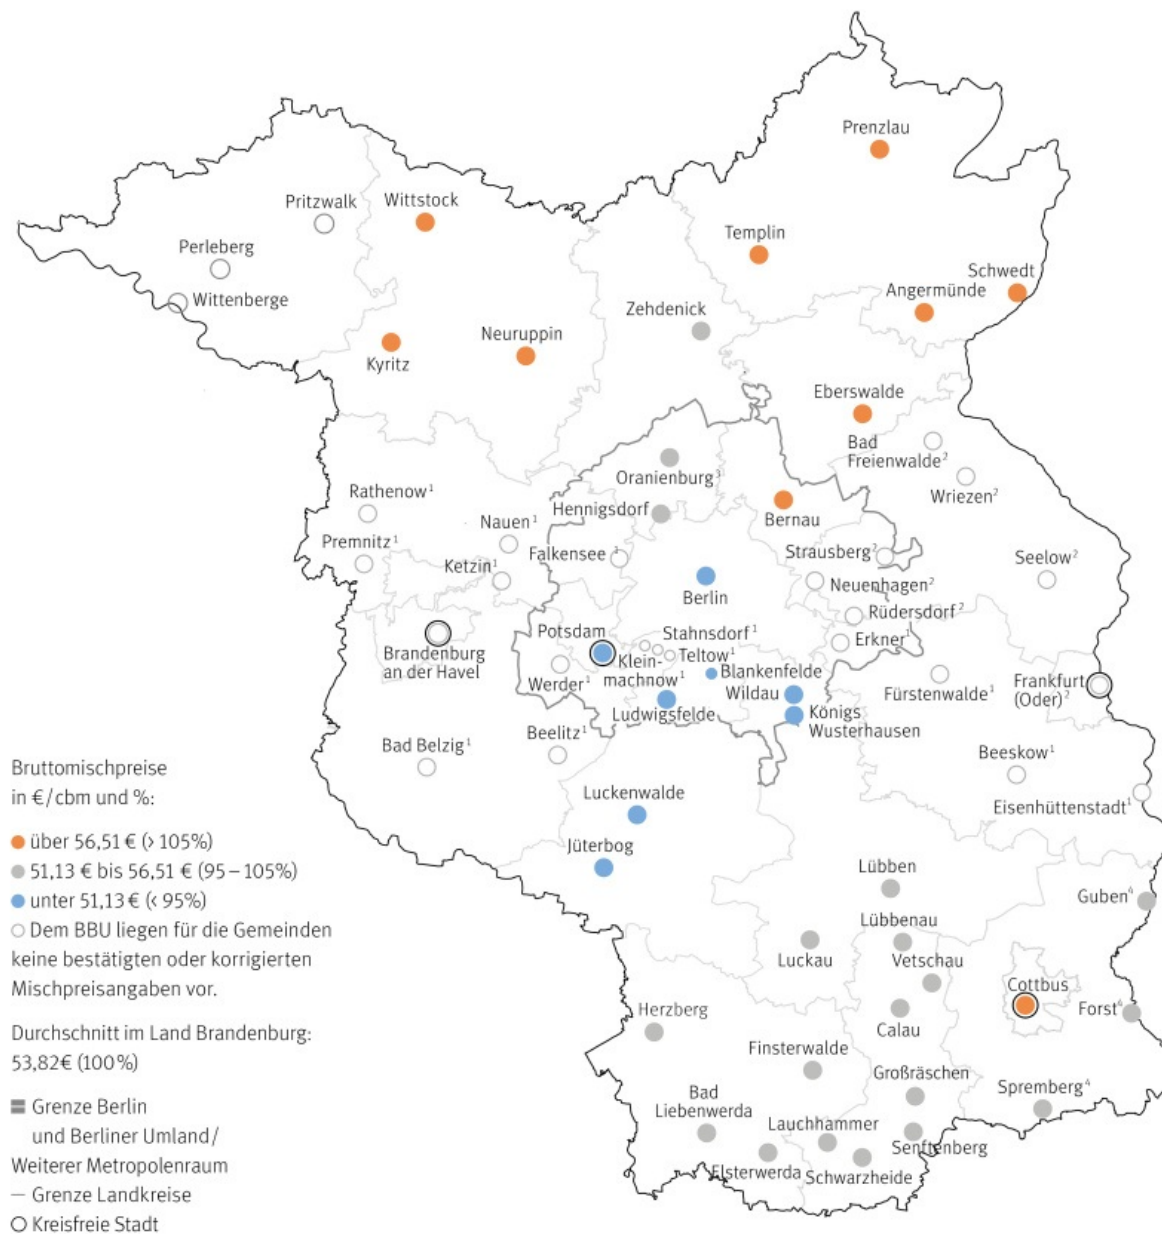 Prenzlau
Pritzwalk
Wittstock
Templin
Perleberg
Schwedt
Angermünde
Wittenberge
Zehdenick
Neuruppin
Kyritz
Eberswalde
Bad
Freienwalde²
Oranienburg³
Wriezen²
Rathenow¹
Hennigsdorf
Bernau
Nauen¹
Premnitz¹
Falkensee¹
Strausberg²
Seelow²
Ketzin¹
Neuenhagen²
Berlin
Rüdersdorf²
Potsdam
Stahnsdorf¹
Erkner¹
Brandenburg
an der Havel
Teltow¹
Klein-
machnow¹
Blankenfelde
Werder¹
Wildau
Fürstenwalde¹
Frankfurt
(Oder)²
Ludwigsfelde
Königs
Wusterhausen
Beelitz¹
Bad Belzig¹
Beeskow¹
Eisenhüttenstadt¹
Luckenwalde
Jüterbog
Lübben
Guben⁴
Lübbenau
Luckau
Vetschau
Cottbus
Herzberg
Calau
Forst⁴
Finsterwalde
Großräschen
Spremberg⁴
Bad
Liebenwerda
Lauchhammer
Senftenberg
Elsterwerda
Schwarzheide
Bruttomischpreise
in €/cbm und %:
über 56,51 € (> 105%)
51,13 € bis 56,51 € (95 – 105%)
unter 51,13 € (< 95%)
Dem BBU liegen für die Gemeinden
keine bestätigten oder korrigierten
Mischpreisangaben vor.
Durchschnitt im Land Brandenburg:
53,82€ (100%)
Grenze Berlin
und Berliner Umland/
Weiterer Metropolenraum
Grenze Landkreise
Kreisfreie Stadt